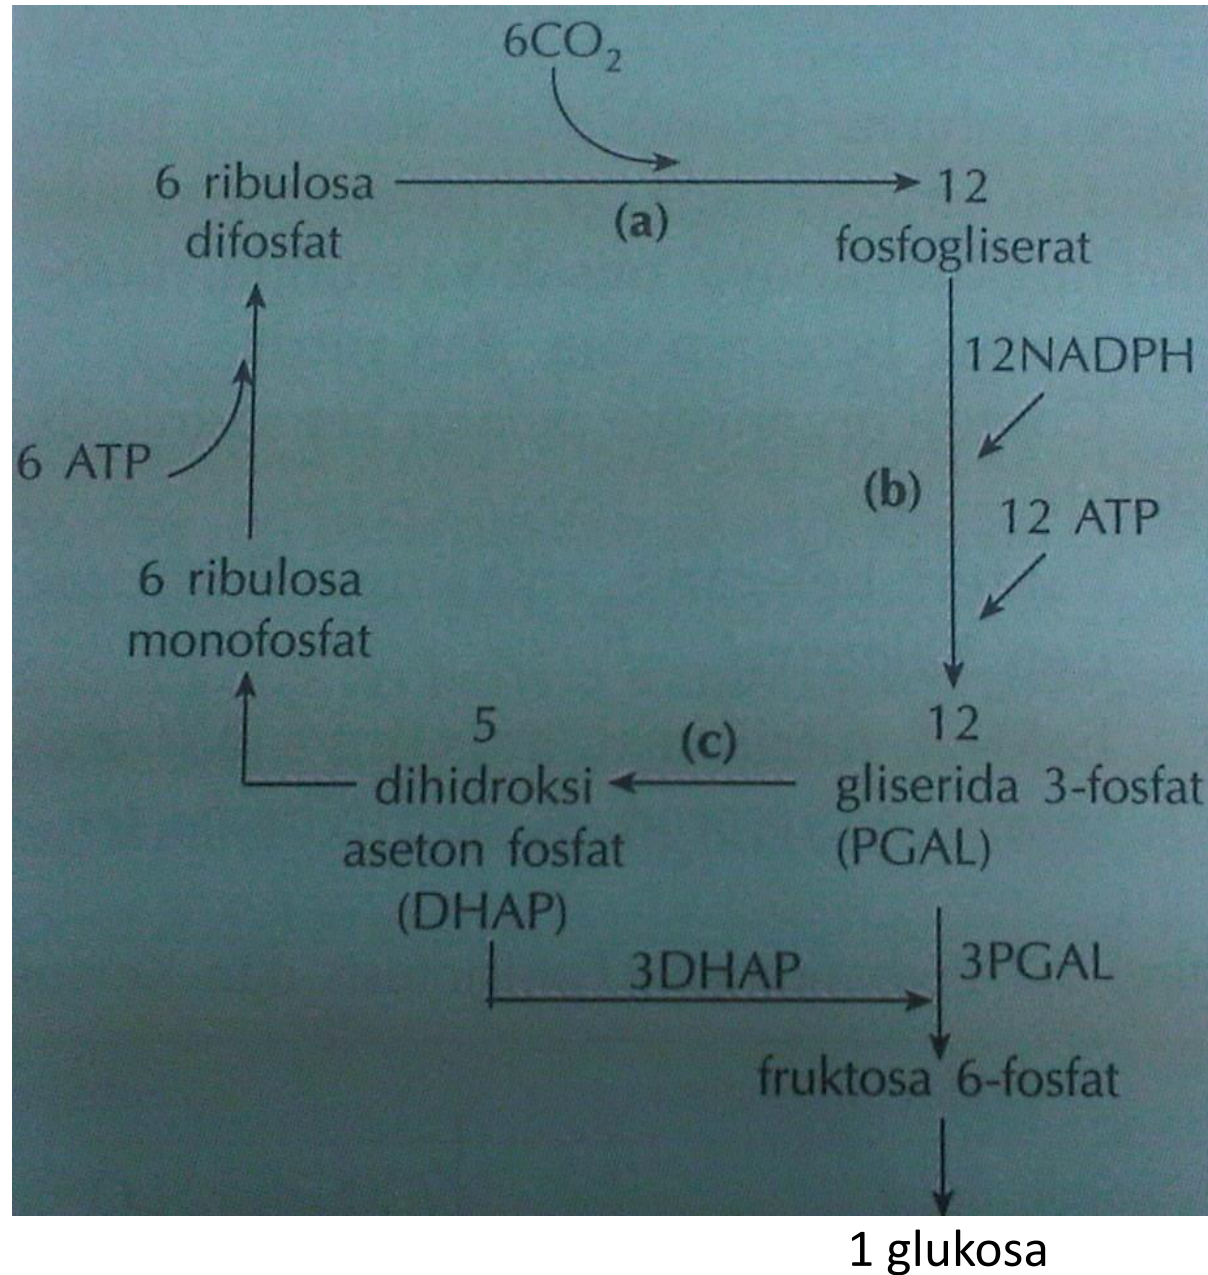 6CO₂
6 ribulosa
difosfat
(a)
12
fosfogliserat
12NADPH
6 ATP
(b)
12 ATP
6 ribulosa
monofosfat
5
dihidroksi
aseton fosfat
(DHAP)
(c)
12
gliserida 3-fosfat
(PGAL)
3DHAP
3PGAL
fruktosa 6-fosfat
1 glukosa